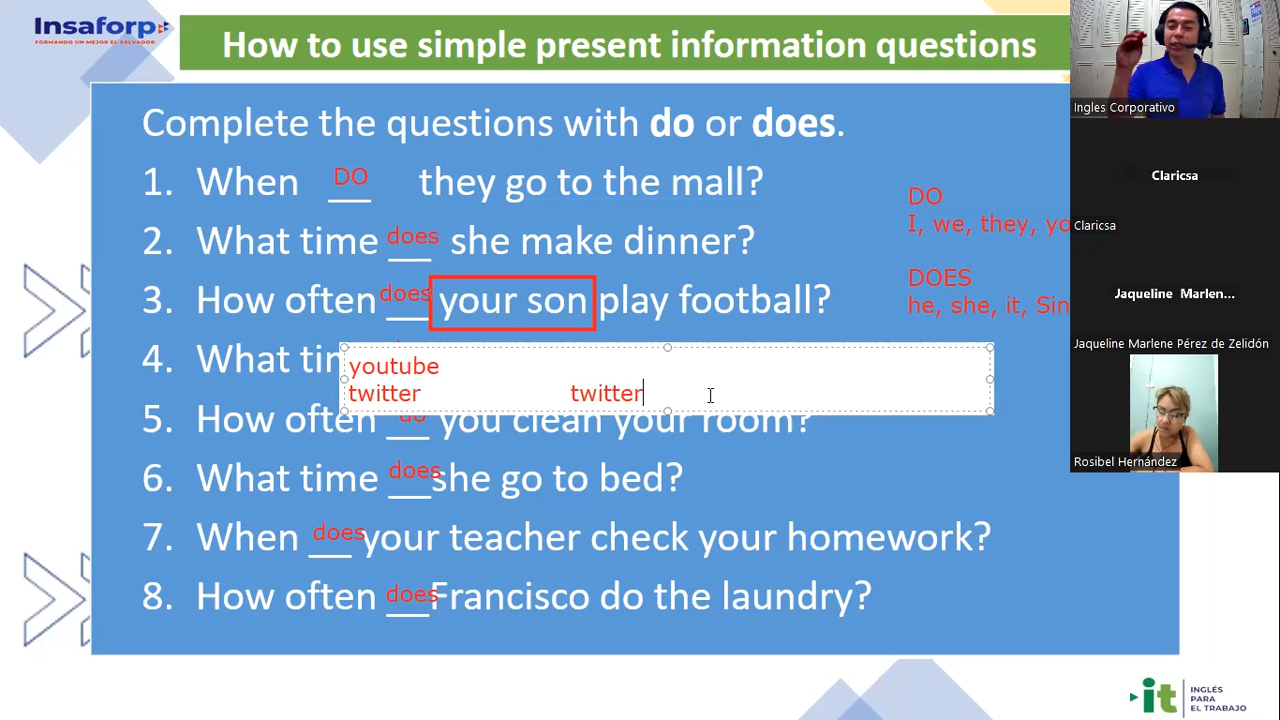 Insaforp
FORMANDO UN MEJOR EL SALVADOR
How to use simple present information questions
Complete the questions with do or does.
1. When DO they go to the mall?
2. What time does she make dinner?
3. How often does your son play football?
4. What tim
youtube
twitter twitter
5. How often do you clean your room?
6. What time does she go to bed?
7. When does your teacher check your homework?
8. How often does Francisco do the laundry?
DO
I, we, they, yo
DOES
he, she, it, Sin
Ingles Corporativo
Claricsa
Claricsa
Jaqueline Marlen...
Jaqueline Marlene Pérez de Zelidón
Rosibel Hernández
it INGLÉS
PARA
EL TRABAJO